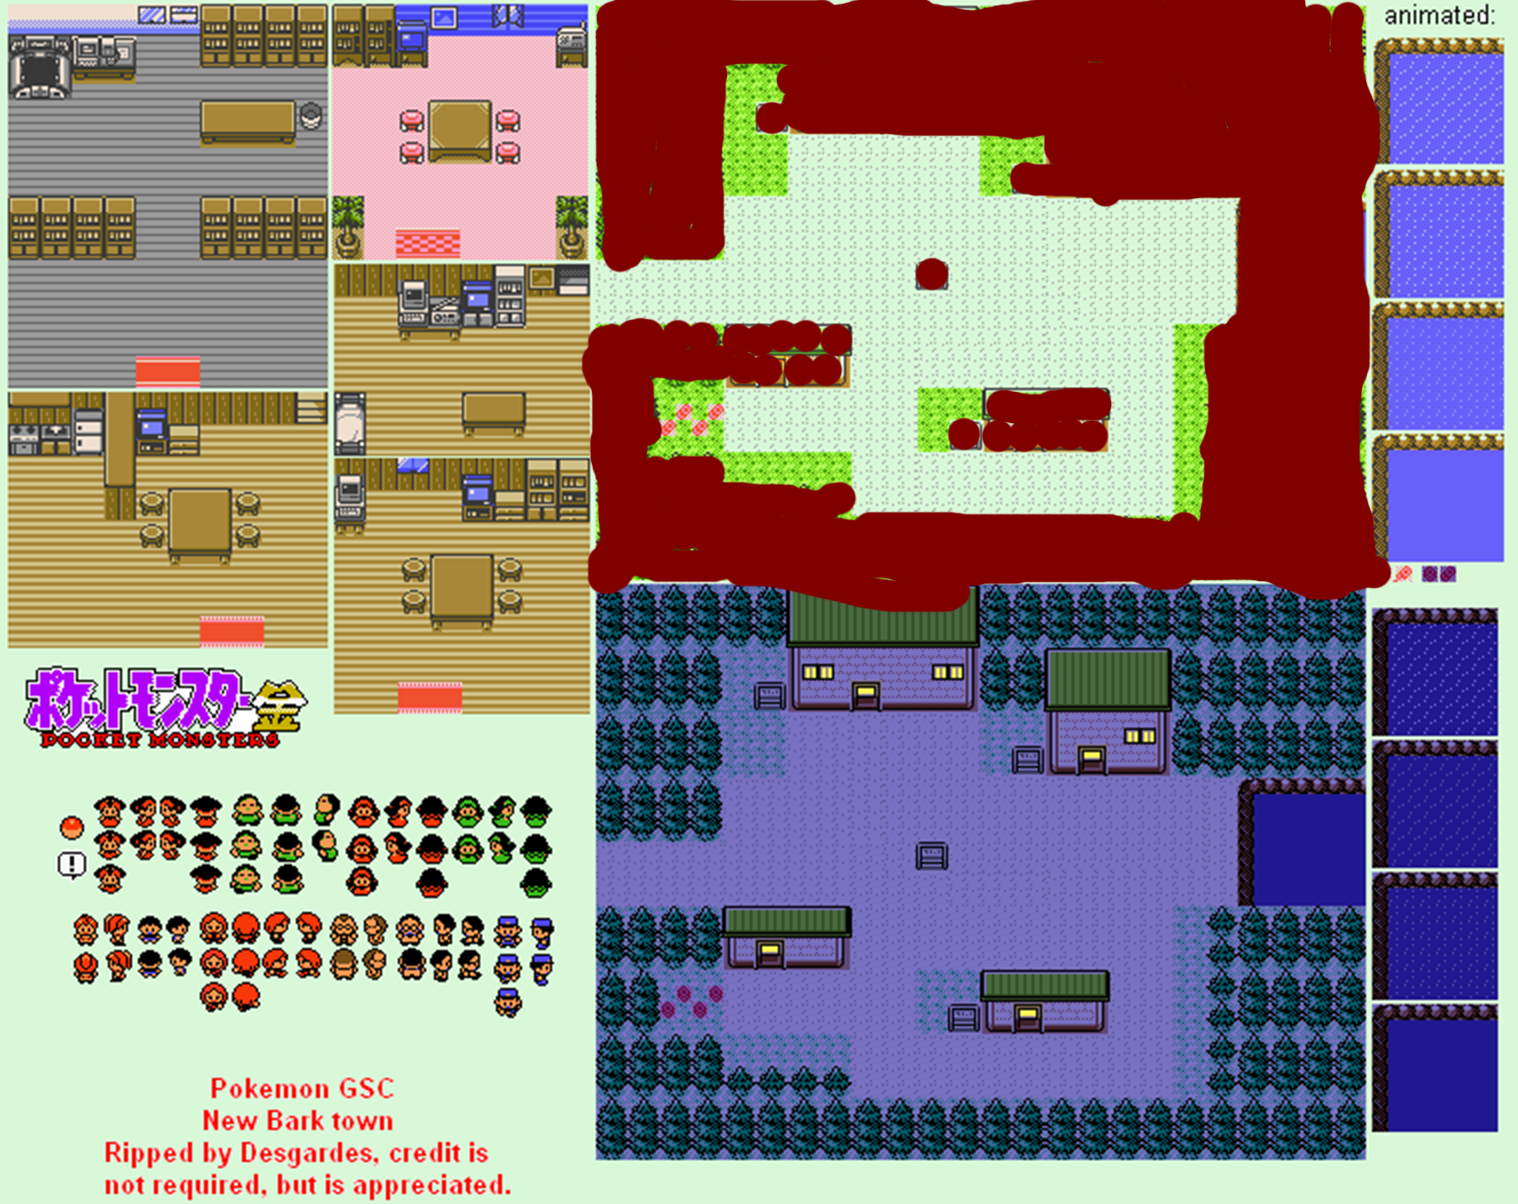 animated:
ポケットモンスター金
POCKET MONSTERS
Pokemon GSC
New Bark town
Ripped by Desgardes, credit is
not required, but is appreciated.